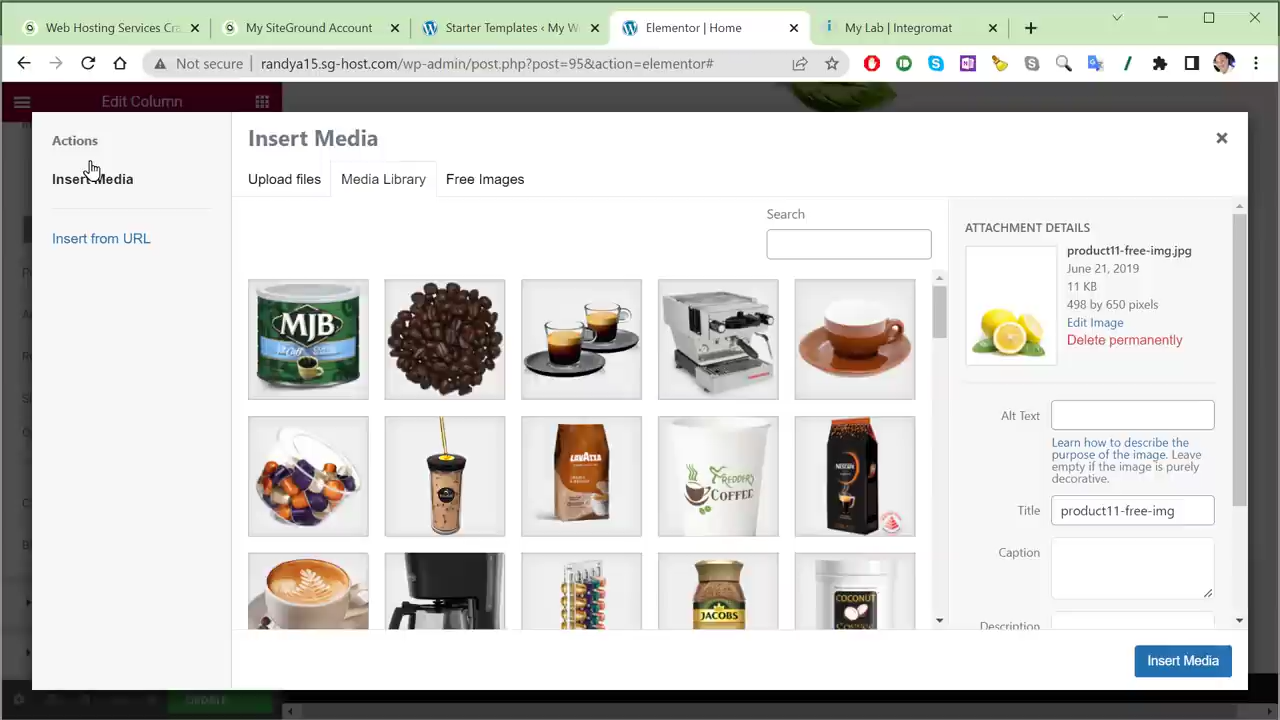 Web Hosting Services Cra
My SiteGround Account
Starter Templates ‹ My W
Elementor | Home
My Lab | Integromat
Not secure
randya15.sg-host.com/wp-admin/post.php?post=95&action=elementor#
Edit Column
Actions
Insert Media
Insert from URL
Insert Media
Upload files
Media Library
Free Images
Search
MJB
LAVAZZA
FREDDERS
COFFEE
NESCAFE
JACOBS
COCONUT
ATTACHMENT DETAILS
product11-free-img.jpg
June 21, 2019
11 KB
498 by 650 pixels
Edit Image
Delete permanently
Alt Text
Learn how to describe the
purpose of the image. Leave
empty if the image is purely
decorative.
Title
product11-free-img
Caption
Description
Insert Media
UPDATE